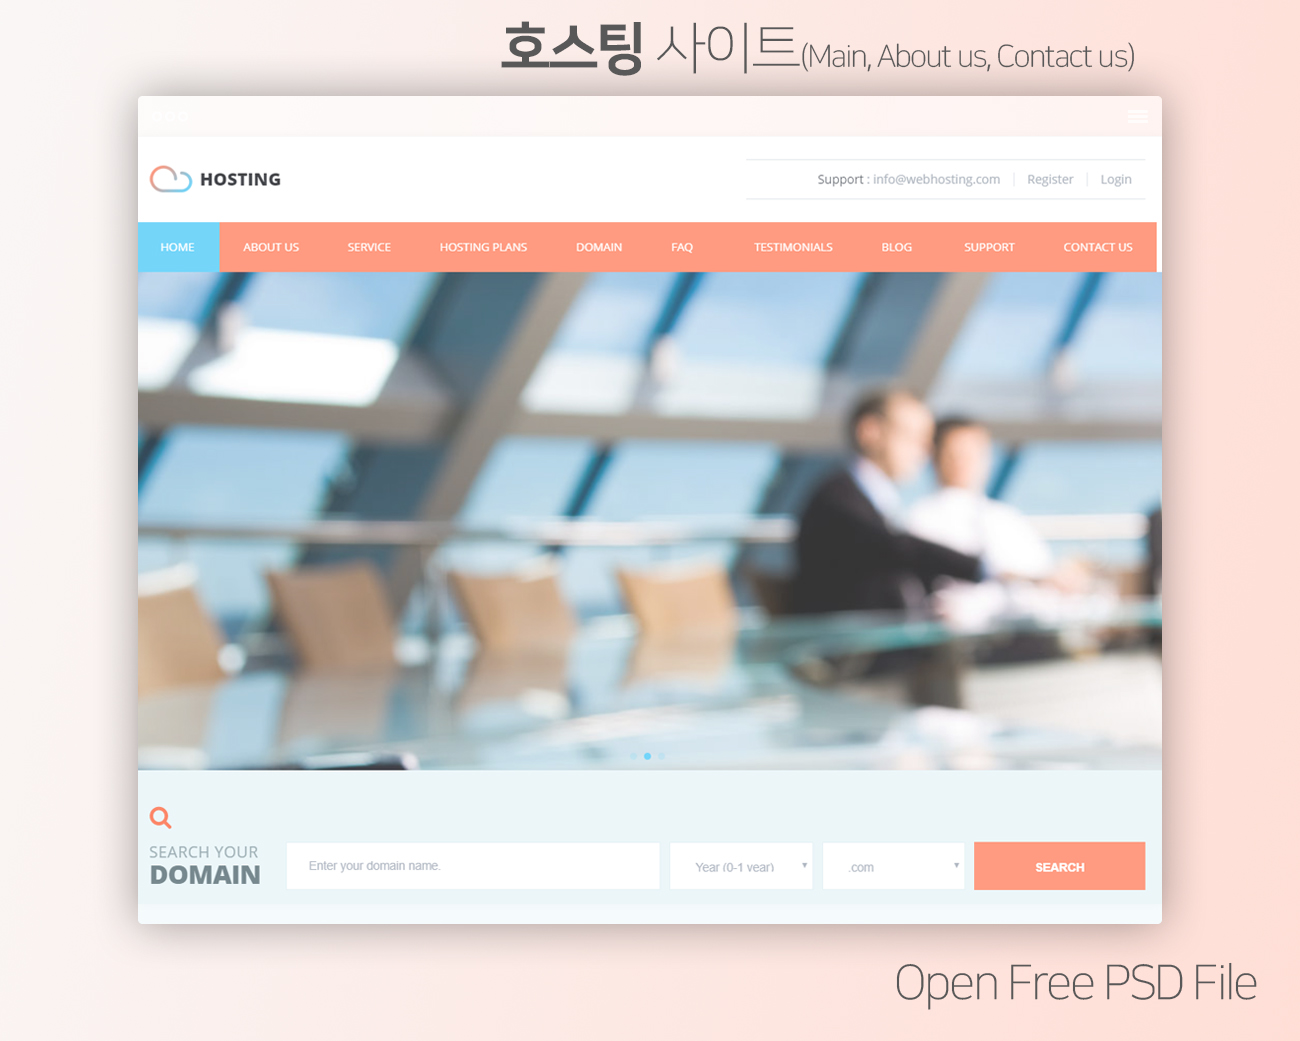 호스팅 사이트(Main, About us, Contact us)
HOSTING
Support : info@webhosting.com Register Login
HOME ABOUT US SERVICE HOSTING PLANS DOMAIN FAQ TESTIMONIALS BLOG SUPPORT CONTACT US
SEARCH YOUR
DOMAIN
Enter your domain name. Year (0-1 year) .com SEARCH
Open Free PSD File